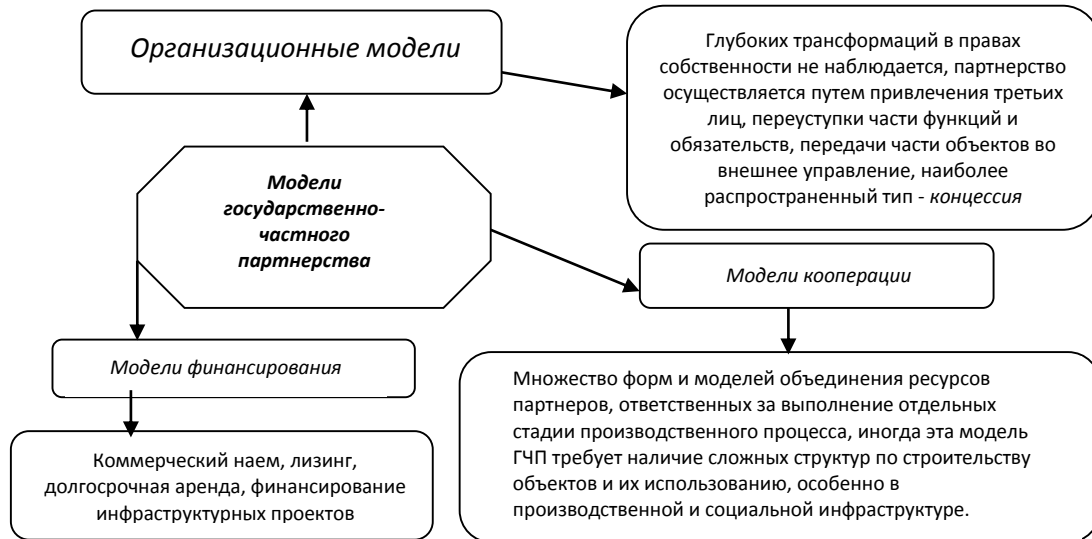 Организационные модели
Глубоких трансформаций в правах
собственности не наблюдается, партнерство
осуществляется путем привлечения третьих
лиц, переуступки части функций и
обязательств, передачи части объектов во
внешнее управление, наиболее
распространенный тип - концессия
Модели
государственно-
частного
партнерства
Модели кооперации
Модели финансирования
Множество форм и моделей объединения ресурсов
партнеров, ответственных за выполнение отдельных
стадии производственного процесса, иногда эта модель
ГЧП требует наличие сложных структур по строительству
объектов и их использованию, особенно в
производственной и социальной инфраструктуре.
Коммерческий наем, лизинг,
долгосрочная аренда, финансирование
инфраструктурных проектов